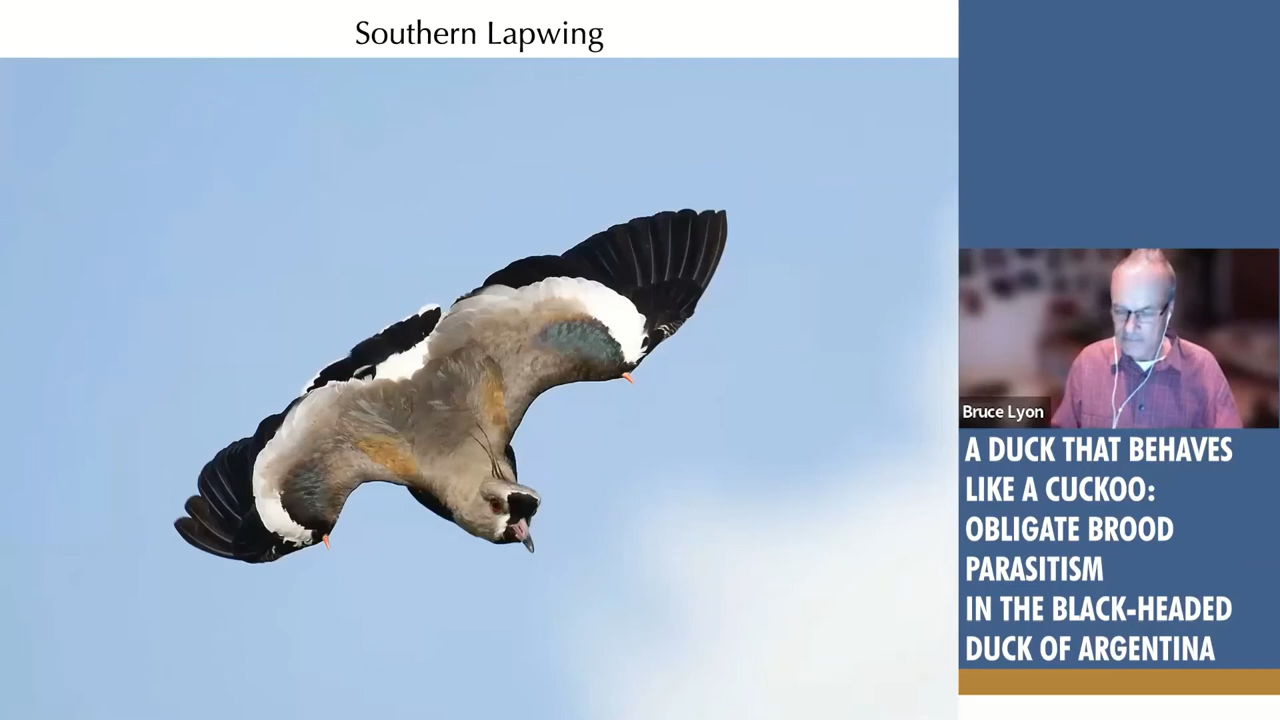 Southern Lapwing
Bruce Lyon
A DUCK THAT BEHAVES
LIKE A CUCKOO:
OBLIGATE BROOD
PARASITISM
IN THE BLACK-HEADED
DUCK OF ARGENTINA